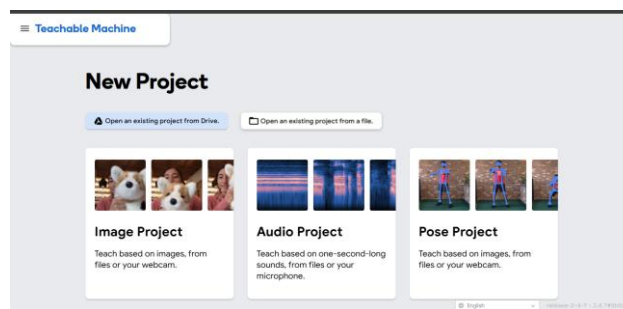 Teachable Machine
New Project
Open an existing project from Drive.
Open an existing project from a file.
Image Project
Teach based on images, from
files or your webcam.
Audio Project
Teach based on one-second-long
sounds, from files or your
microphone.
Pose Project
Teach based on images, from
files or your webcam.
English